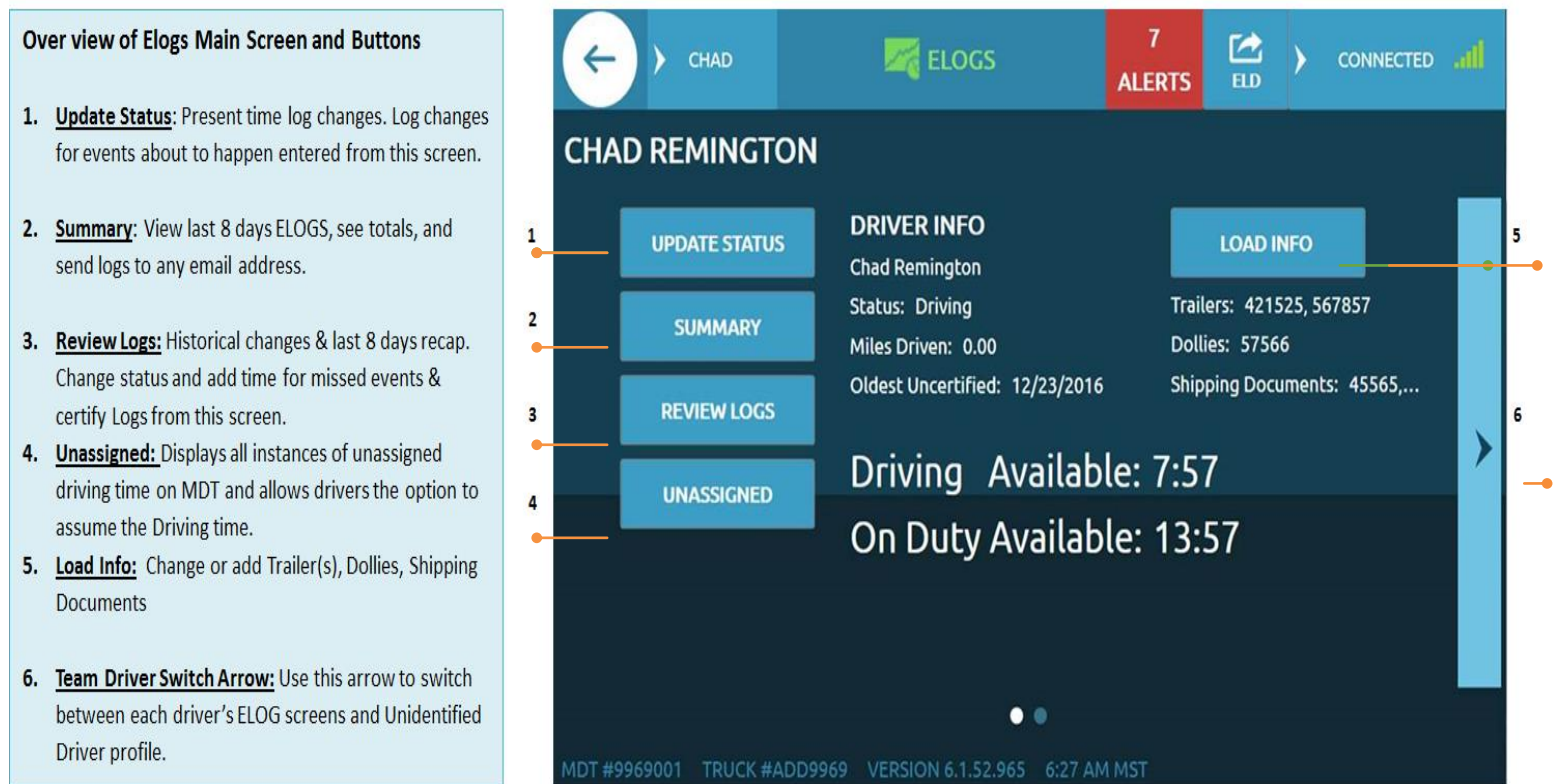 Over view of Elogs Main Screen and Buttons
1. Update Status: Present time log changes. Log changes
for events about to happen entered from this screen.
2. Summary: View last 8 days ELOGS, see totals, and
send logs to any email address.
3. Review Logs: Historical changes & last 8 days recap.
Change status and add time for missed events &
certify Logs from this screen.
4. Unassigned: Displays all instances of unassigned
driving time on MDT and allows drivers the option to
assume the Driving time.
5. Load Info: Change or add Trailer(s), Dollies, Shipping
Documents
6. Team Driver Switch Arrow: Use this arrow to switch
between each driver's ELOG screens and Unidentified
Driver profile.
CHAD
ELOGS
7
ALERTS
ELD
CONNECTED
CHAD REMINGTON
1
UPDATE STATUS
2
SUMMARY
3
REVIEW LOGS
4
UNASSIGNED
DRIVER INFO
Chad Remington
Status: Driving
Miles Driven: 0.00
Oldest Uncertified: 12/23/2016
LOAD INFO
5
Trailers: 421525, 567857
Dollies: 57566
Shipping Documents: 45565,...
6
Driving Available: 7:57
On Duty Available: 13:57
MDT #9969001 TRUCK #ADD9969 VERSION 6.1.52.965 6:27 AM MST